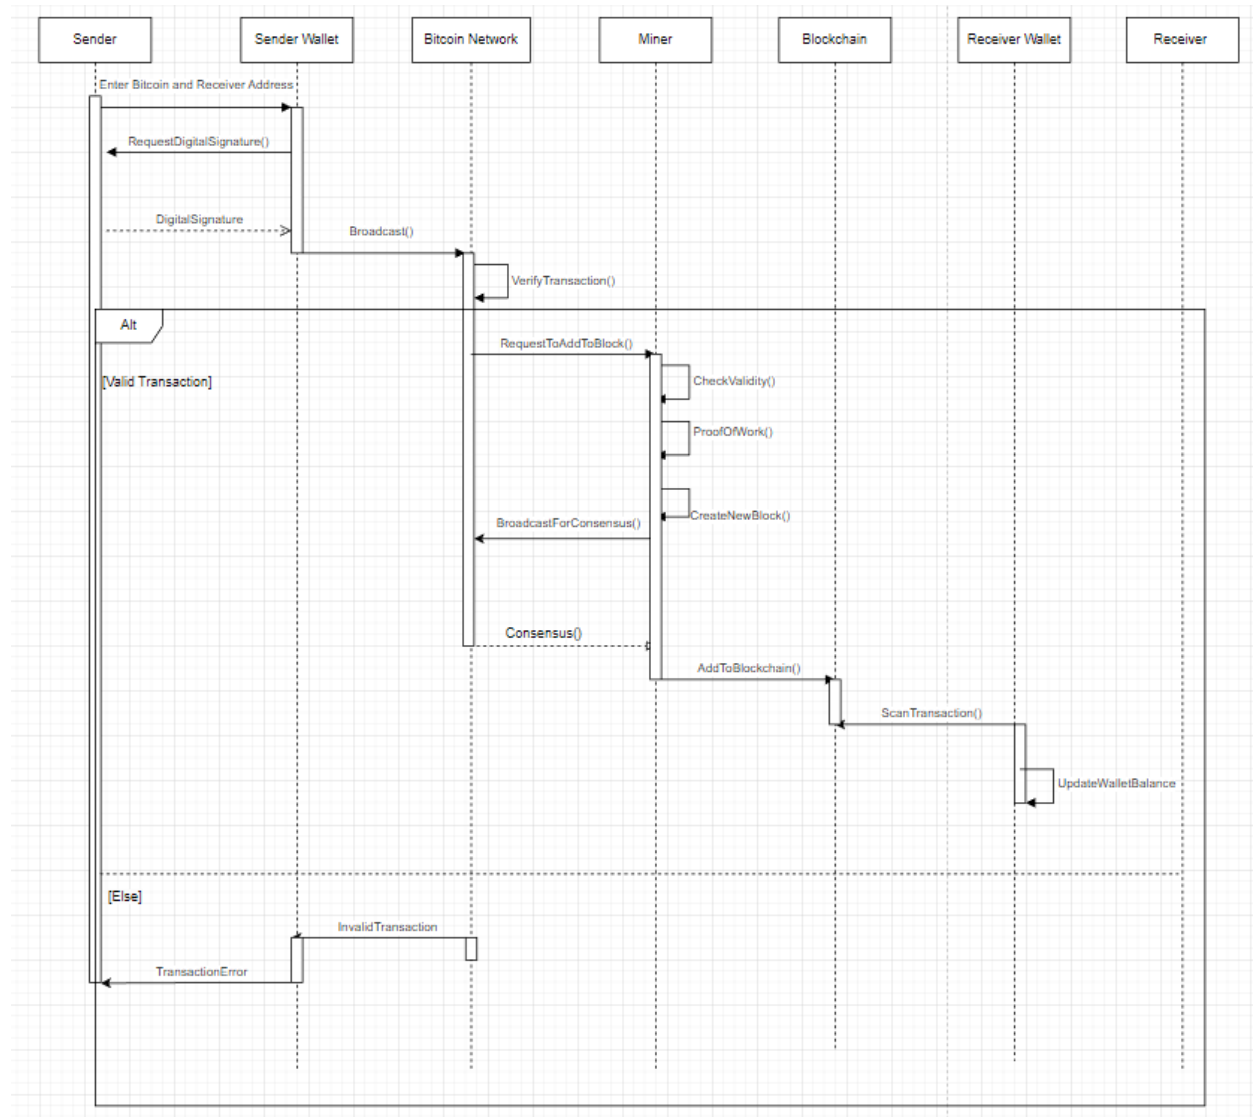 Sender
Sender Wallet
Bitcoin Network
Miner
Blockchain
Receiver Wallet
Receiver
Enter Bitcoin and Receiver Address
RequestDigitalSignature()
DigitalSignature
Broadcast()
VerifyTransaction()
Alt
RequestToAddToBlock()
[Valid Transaction]
CheckValidity()
ProofOfWork()
CreateNewBlock()
BroadcastForConsensus()
Consensus()
AddToBlockchain()
ScanTransaction()
UpdateWalletBalance
[Else]
InvalidTransaction
TransactionError